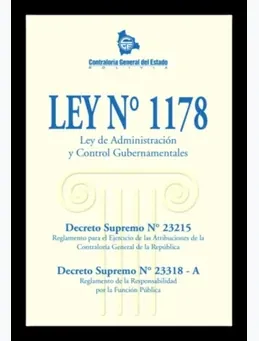 Contraloría General del Estado
BOLIVIA
LEY Nº 1178
Ley de Administración
y Control Gubernamentales
Decreto Supremo Nº 23215
Reglamento para el Ejercicio de las Atribuciones de la
Contraloría General de la República
Decreto Supremo Nº 23318 - A
Reglamento de la Responsabilidad
por la Función Pública